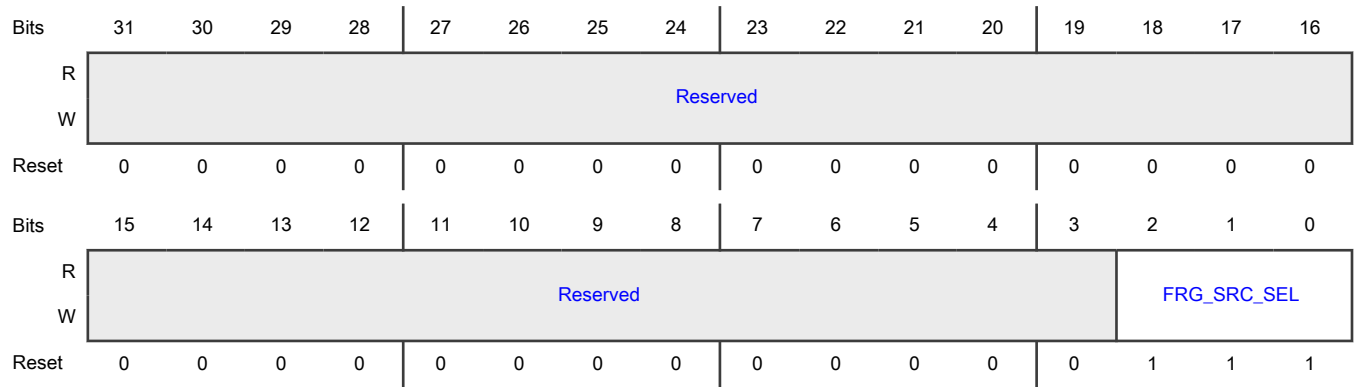 Bits 31 30 29 28 27 26 25 24 23 22 21 20 19 18 17 16
R
Reserved
W
Reset 0 0 0 0 0 0 0 0 0 0 0 0 0 0 0 0
Bits 15 14 13 12 11 10 9 8 7 6 5 4 3 2 1 0
R
Reserved FRG_SRC_SEL
W
Reset 0 0 0 0 0 0 0 0 0 0 0 0 0 1 1 1